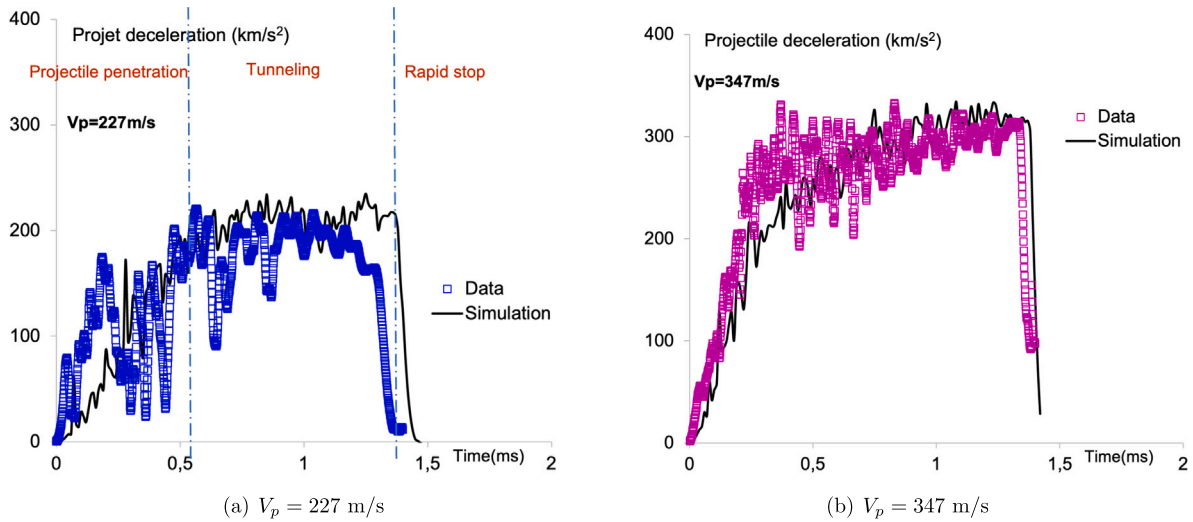 400
Projet deceleration (km/s²)
Projectile penetration
Tunneling
Rapid stop
Vp=227m/s
300
200
Data
Simulation
100
0
0
0,5
1
1,5
2
Time(ms)
(a) Vp = 227 m/s
400
Projectile deceleration (km/s²)
Vp=347m/s
Data
300
Simulation
200
100
0
0
0,5
1
1,5
2
Time(ms)
(b) Vp = 347 m/s